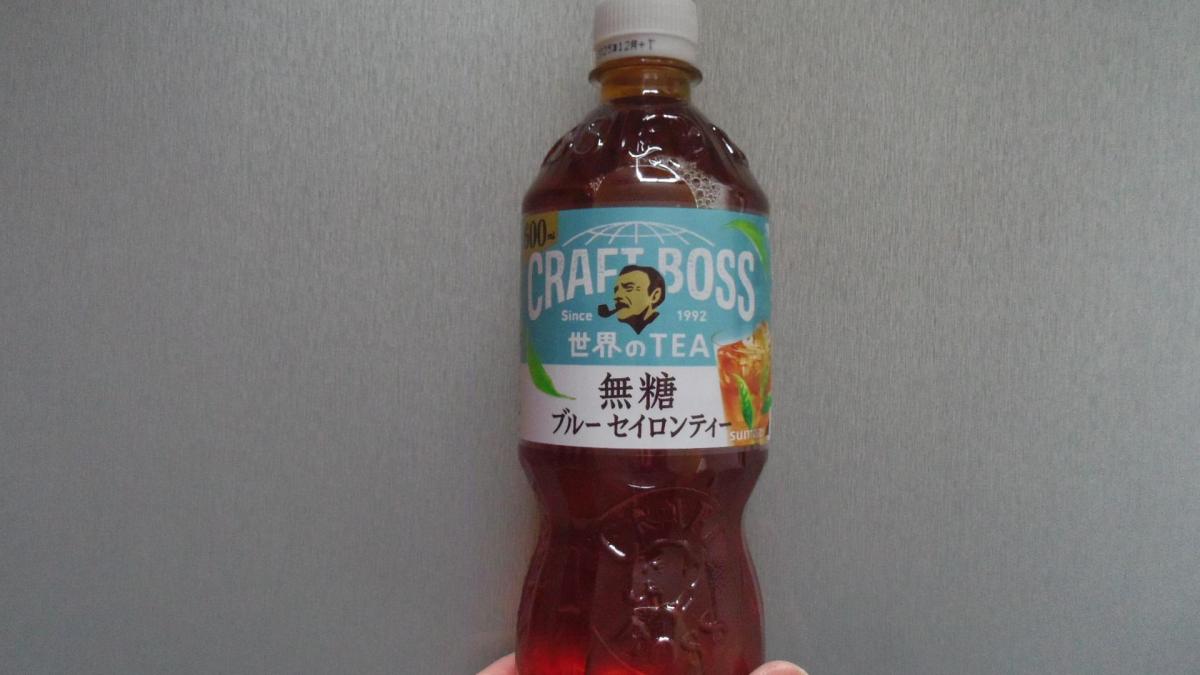 600ml
CRAFT BOSS
Since 1992
世界のTEA
無糖
ブルー セイロンティー